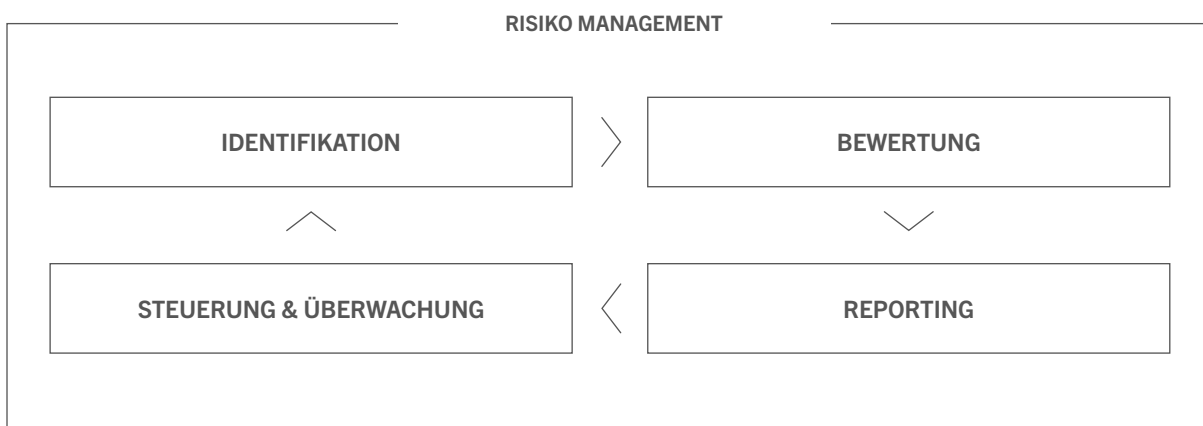 RISIKO MANAGEMENT
IDENTIFIKATION
BEWERTUNG
STEUERUNG & ÜBERWACHUNG
REPORTING